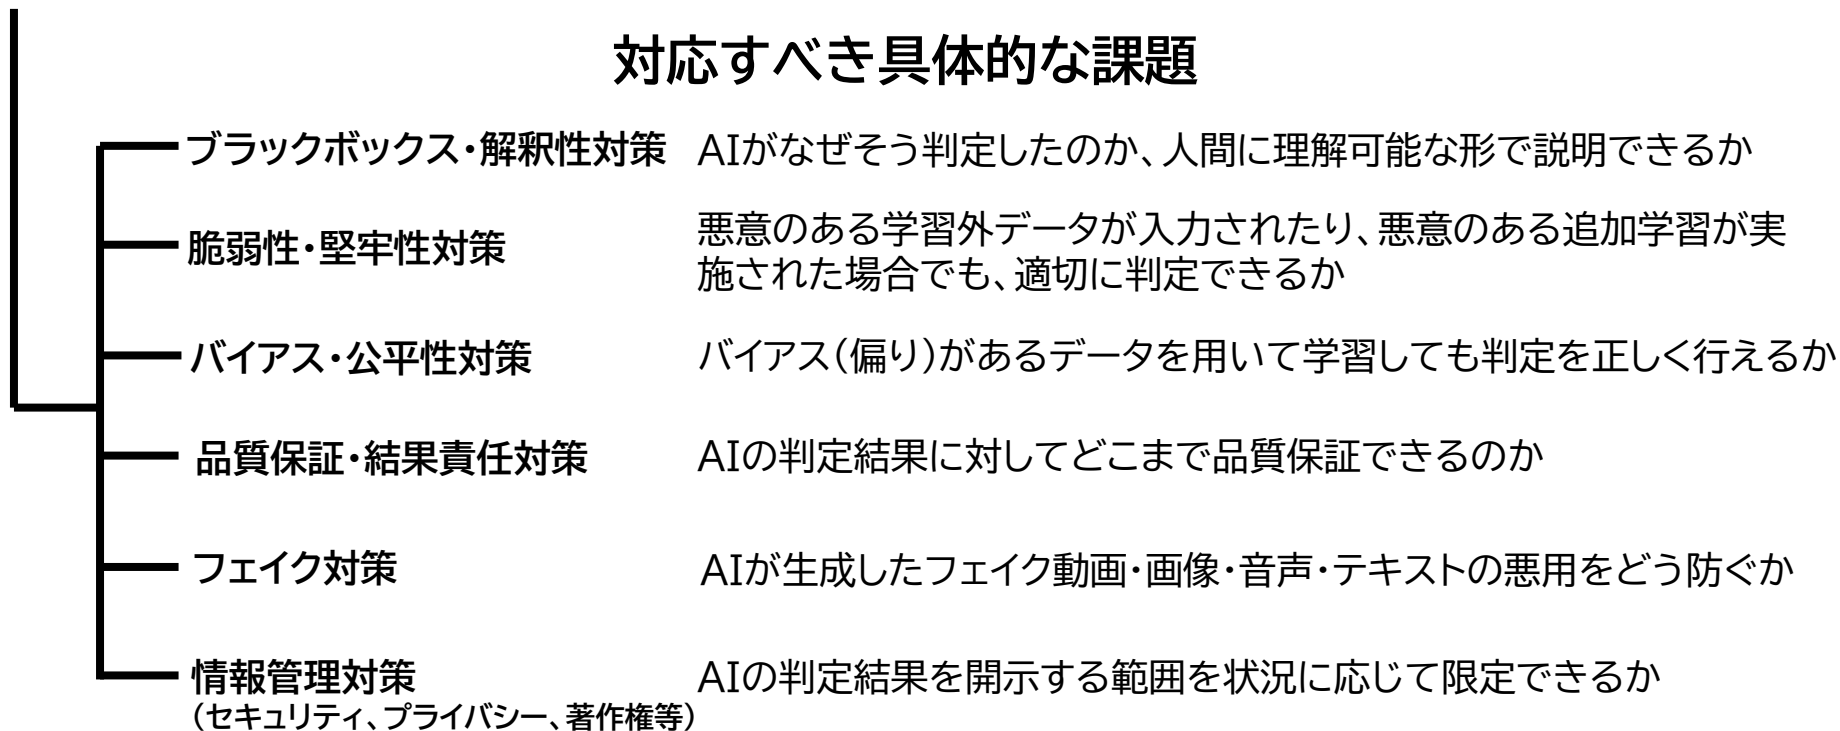 対応すべき具体的な課題
ブラックボックス・解釈性対策 AIがなぜそう判定したのか、人間に理解可能な形で説明できるか
脆弱性・堅牢性対策 悪意のある学習外データが入力されたり、悪意のある追加学習が実
施された場合でも、適切に判定できるか
バイアス・公平性対策 バイアス(偏り)があるデータを用いて学習しても判定を正しく行えるか
品質保証・結果責任対策 AIの判定結果に対してどこまで品質保証できるのか
フェイク対策 AIが生成したフェイク動画・画像・音声・テキストの悪用をどう防ぐか
情報管理対策 AIの判定結果を開示する範囲を状況に応じて限定できるか
(セキュリティ、プライバシー、著作権等)